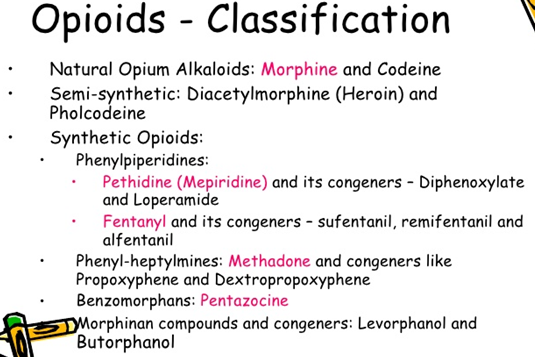 Opioids - Classification
• Natural Opium Alkaloids: Morphine and Codeine
• Semi-synthetic: Diacetylmorphine (Heroin) and
Pholcodeine
• Synthetic Opioids:
• Phenylpiperidines:
• Pethidine (Mepiridine) and its congeners – Diphenoxylate
and Loperamide
• Fentanyl and its congeners – sufentanil, remifentanil and
alfentanil
• Phenyl-heptylmines: Methadone and congeners like
Propoxyphene and Dextropropoxyphene
• Benzomorphans: Pentazocine
Morphinan compounds and congeners: Levorphanol and
Butorphanol